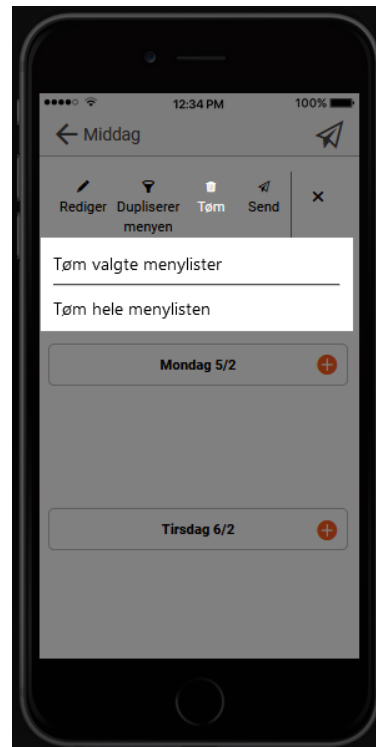 12:34 PM 100%
Middag
Rediger Dupliserer menyen Tøm Send
Tøm valgte menylister
Tøm hele menylisten
Mondag 5/2
Tirsdag 6/2